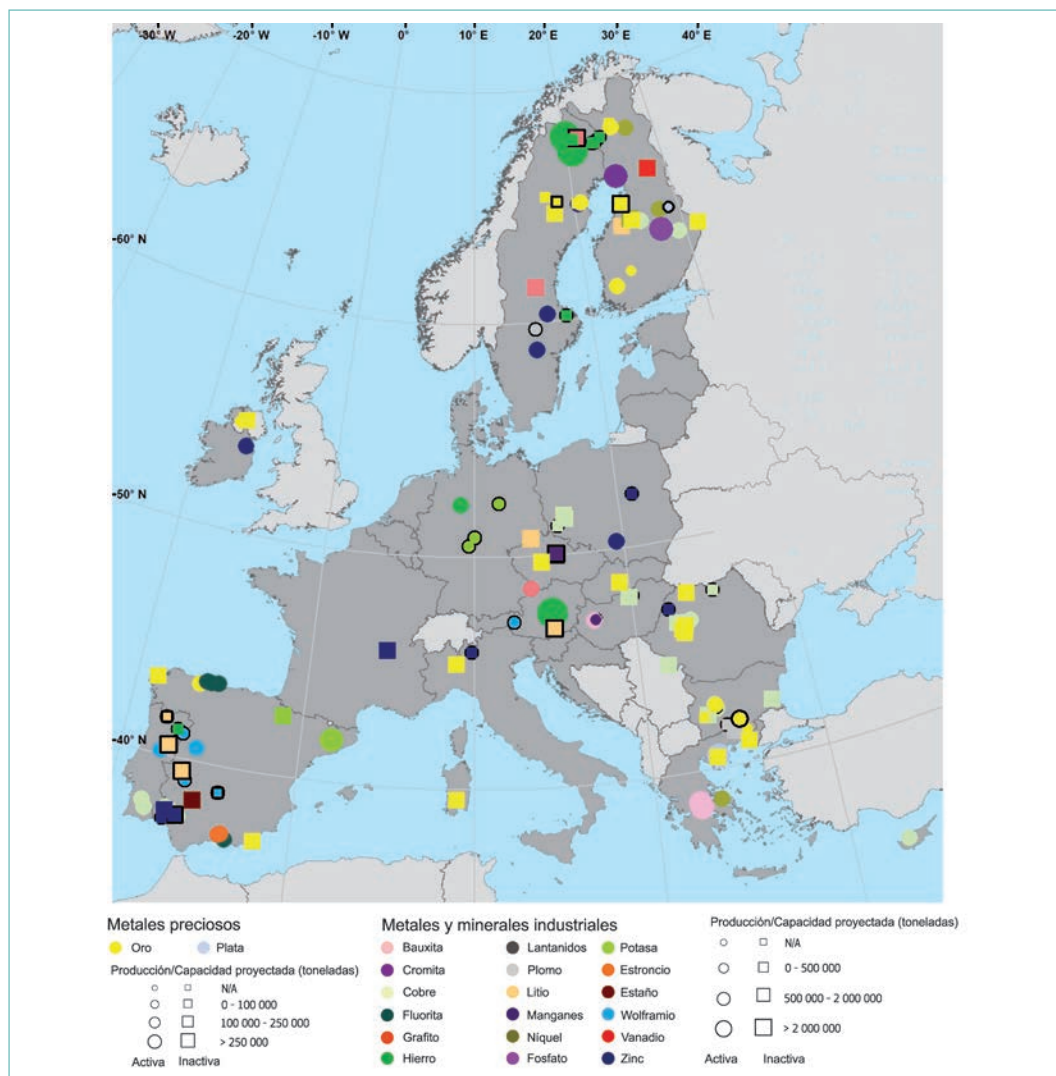 -30° W -20° W -10° W 0° 10° E 20° E 30° E 40° E
60° N
50° N
40° N
Metales preciosos
Oro Plata
Producción/Capacidad proyectada (toneladas)
N/A
0 - 100 000
100 000 - 250 000
> 250 000
Activa Inactiva
Metales y minerales industriales
Bauxita Lantanidos Potasa
Cromita Plomo Estroncio
Cobre Litio Estaño
Fluorita Manganes Wolframio
Grafito Níquel Vanadio
Hierro Fosfato Zinc
Producción/Capacidad proyectada (toneladas)
N/A
0 - 500 000
500 000 - 2 000 000
> 2 000 000
Activa Inactiva